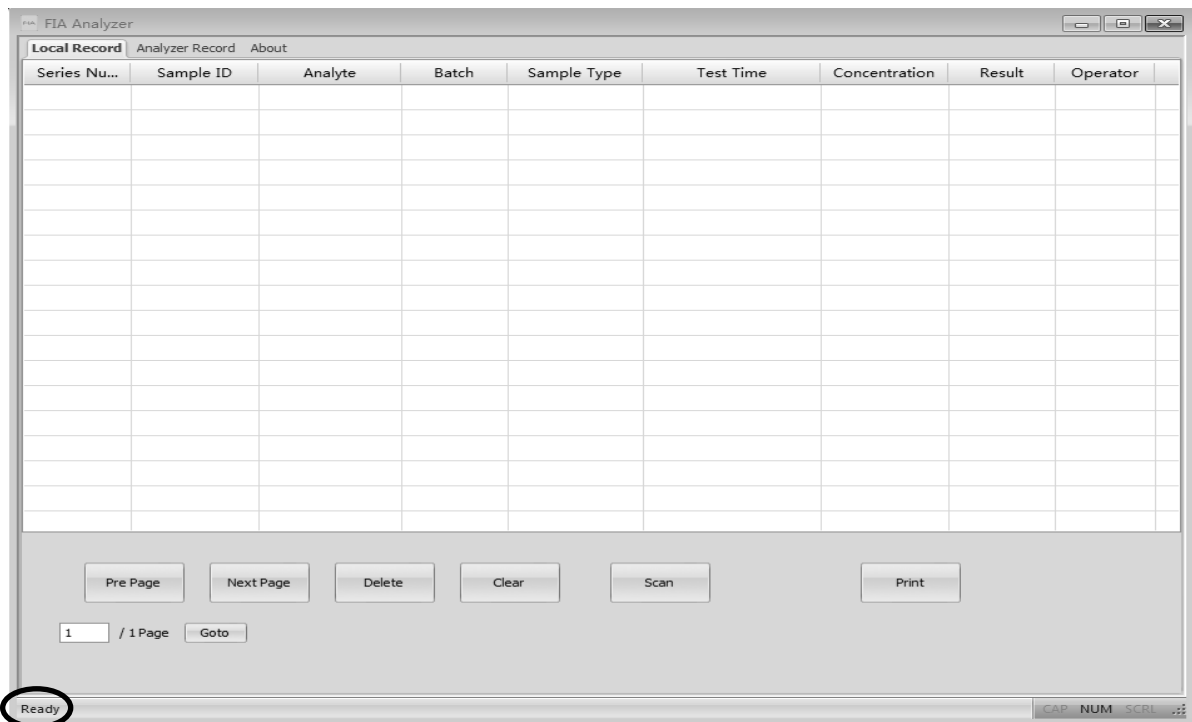 FIA FIA Analyzer
Local Record Analyzer Record About
Series Nu... Sample ID Analyte Batch Sample Type Test Time Concentration Result Operator
Pre Page Next Page Delete Clear Scan Print
1 / 1 Page Goto
Ready CAP NUM SCRL